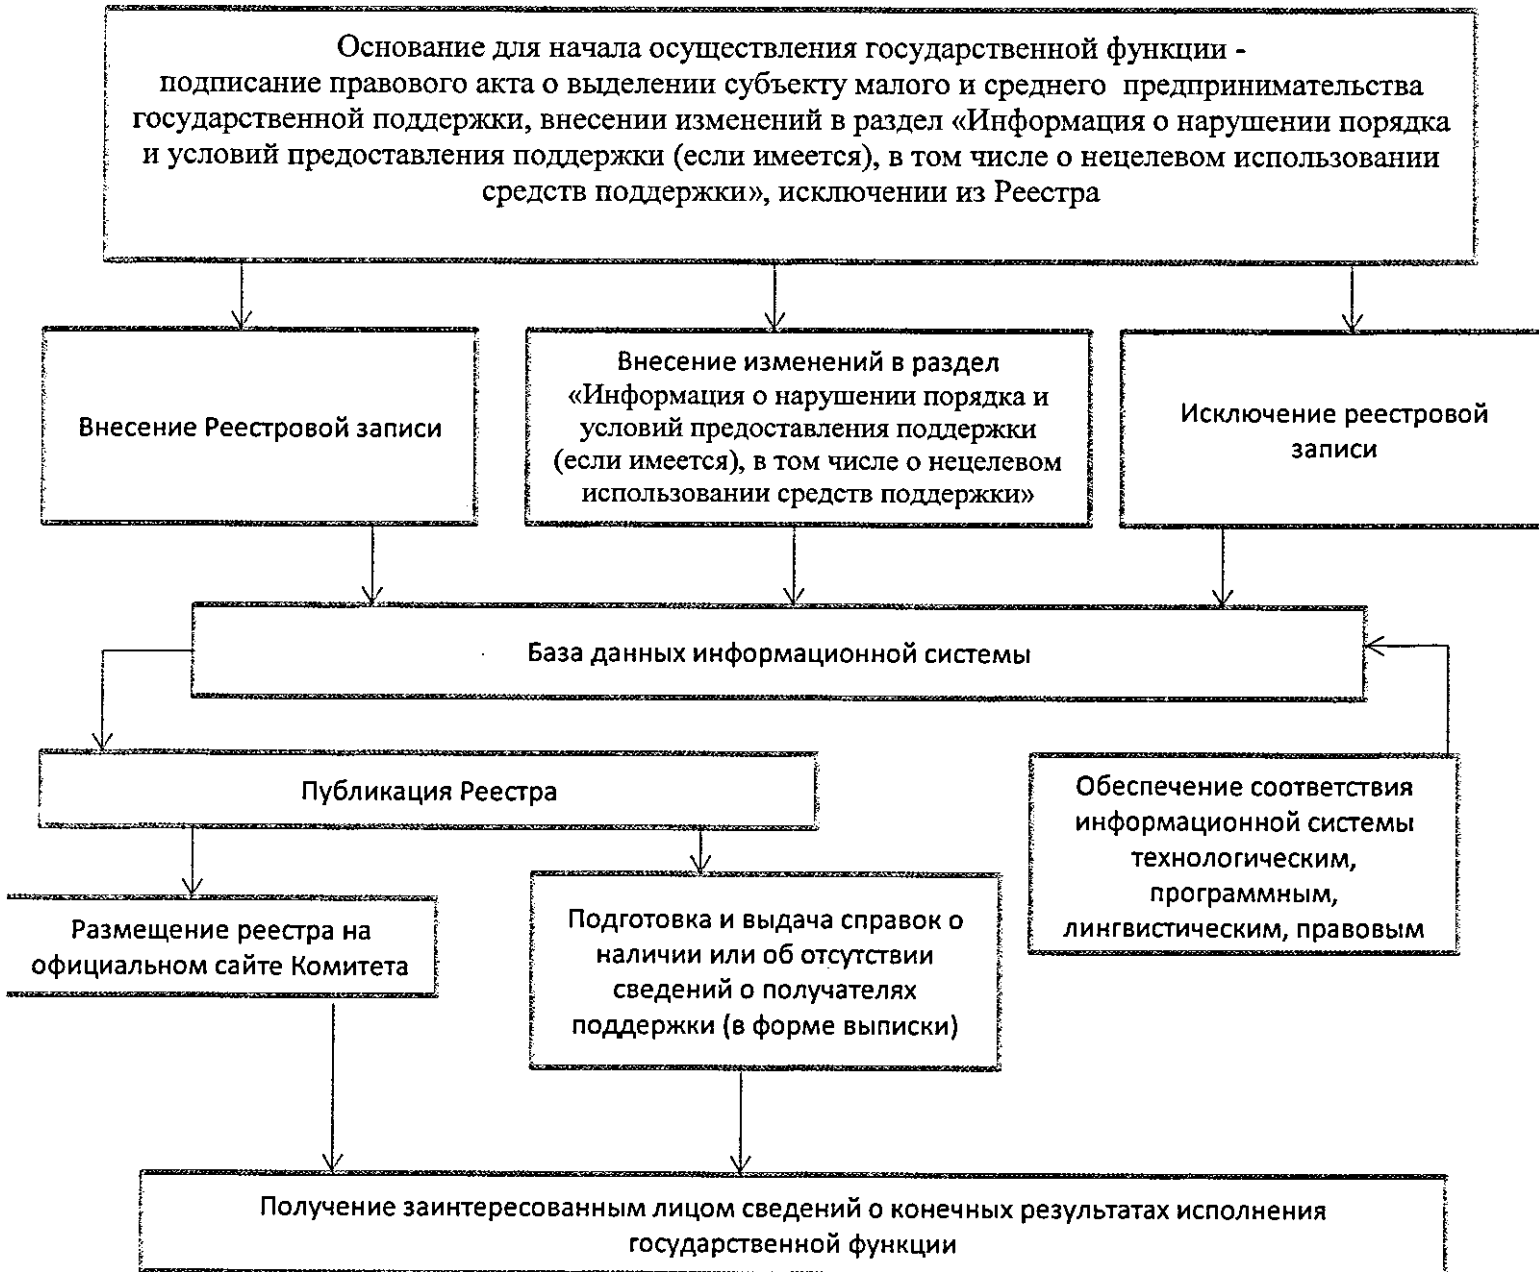 Основание для начала осуществления государственной функции -
подписание правового акта о выделении субъекту малого и среднего предпринимательства
государственной поддержки, внесении изменений в раздел «Информация о нарушении порядка
и условий предоставления поддержки (если имеется), в том числе о нецелевом использовании
средств поддержки», исключении из Реестра
Внесение Реестровой записи
Внесение изменений в раздел
«Информация о нарушении порядка и
условий предоставления поддержки
(если имеется), в том числе о нецелевом
использовании средств поддержки»
Исключение реестровой
записи
База данных информационной системы
Публикация Реестра
Обеспечение соответствия
информационной системы
технологическим,
программным,
лингвистическим, правовым
Размещение реестра на
официальном сайте Комитета
Подготовка и выдача справок о
наличии или об отсутствии
сведений о получателях
поддержки (в форме выписки)
Получение заинтересованным лицом сведений о конечных результатах исполнения
государственной функции